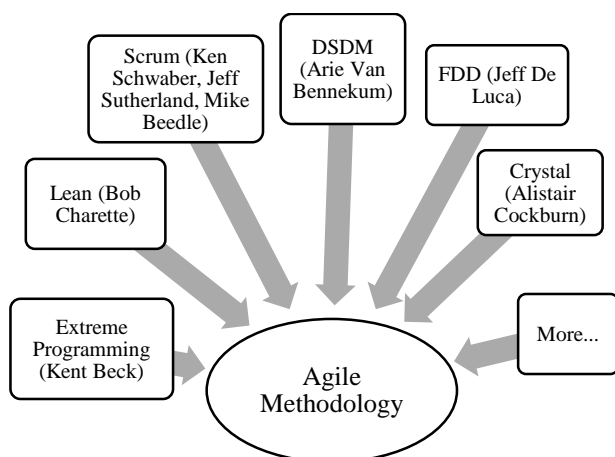 Scrum (Ken
Schwaber, Jeff
Sutherland, Mike
Beedle)
DSDM
(Arie Van
Bennekum)
FDD (Jeff De
Luca)
Lean (Bob
Charette)
Crystal
(Alistair
Cockburn)
Extreme
Programming
(Kent Beck)
More...
Agile
Methodology